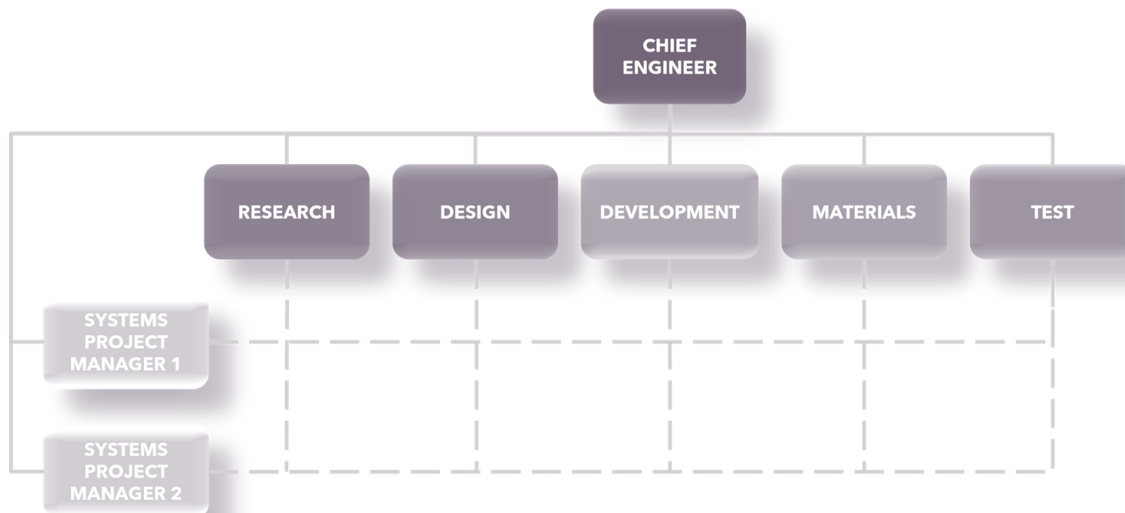 CHIEF
ENGINEER
RESEARCH
DESIGN
DEVELOPMENT
MATERIALS
TEST
SYSTEMS
PROJECT
MANAGER 1
SYSTEMS
PROJECT
MANAGER 2